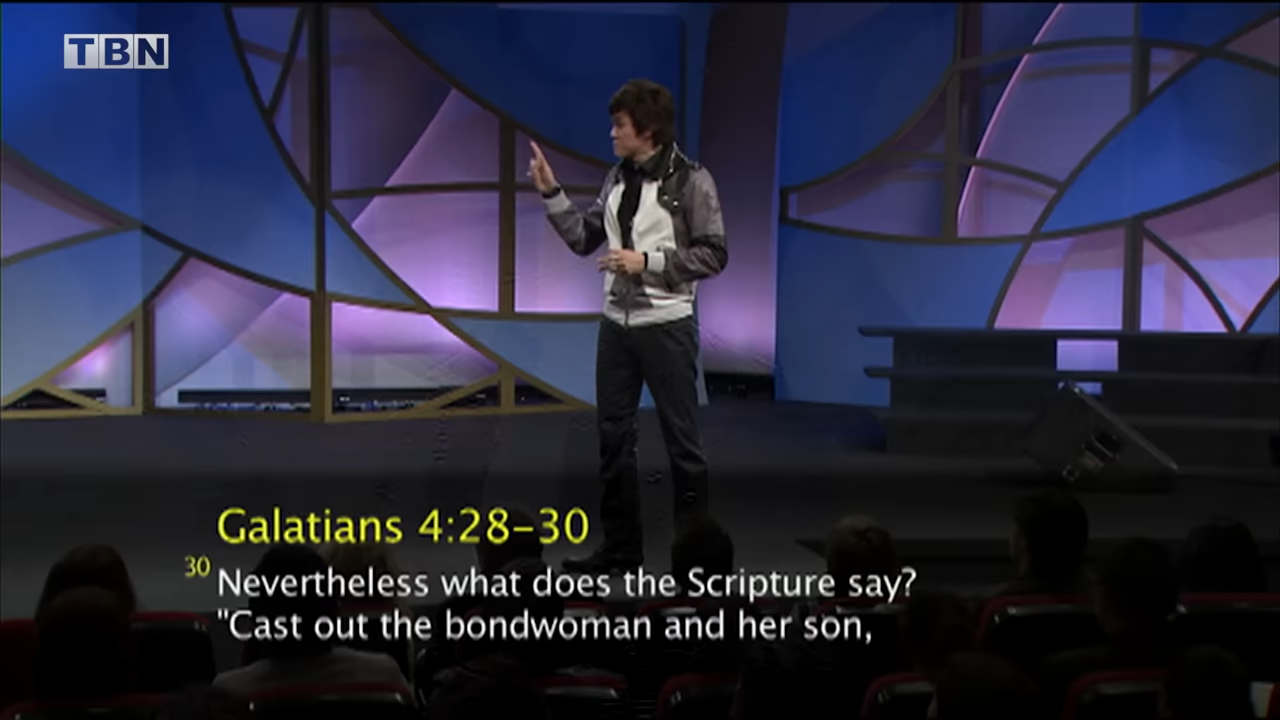 TBN
Galatians 4:28–30
30 Nevertheless what does the Scripture say?
"Cast out the bondwoman and her son,